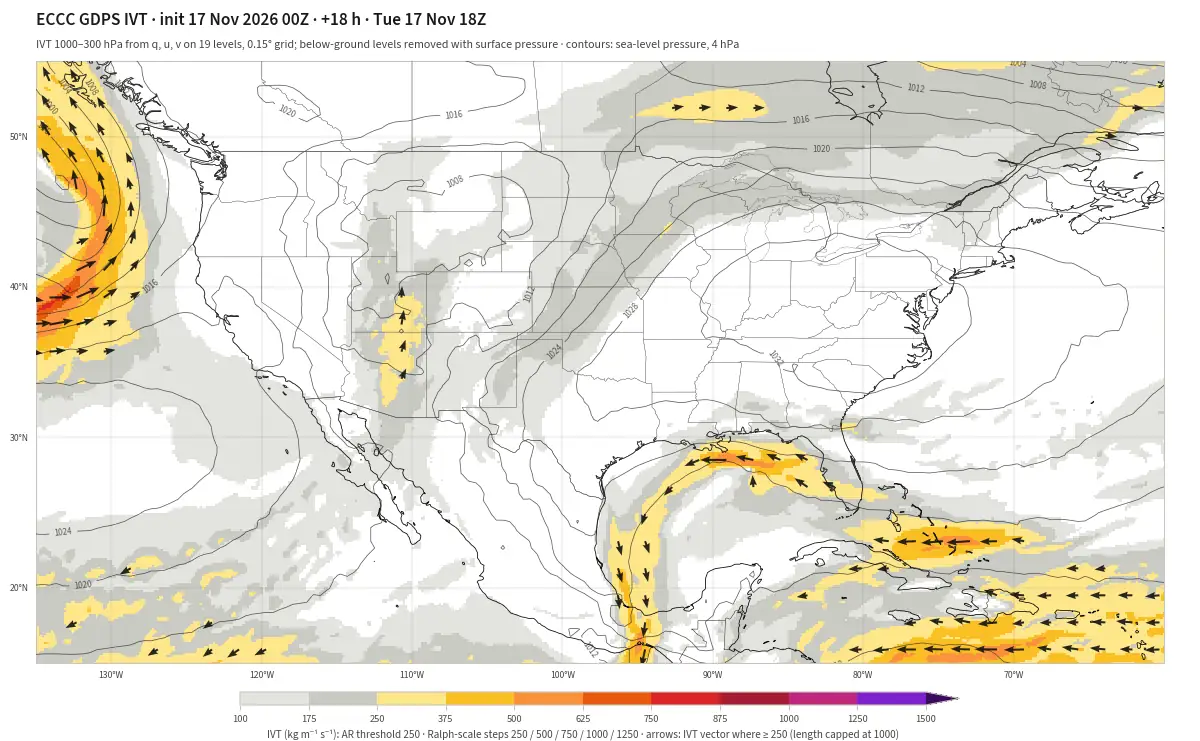 ECCC GDPS IVT · init 17 Nov 2026 00Z · +18 h · Tue 17 Nov 18Z
IVT 1000–300 hPa from q, u, v on 19 levels, 0.15° grid; below-ground levels removed with surface pressure · contours: sea-level pressure, 4 hPa
1004
1008
1012
1008
1020
1016
1016
1020
50°N
1008
40°N
1016
1012
1028
1024
1032
30°N
1024
1020
20°N
1012
130°W
120°W
110°W
100°W
90°W
80°W
70°W
100
175
250
375
500
625
750
875
1000
1250
1500
IVT (kg m⁻¹ s⁻¹): AR threshold 250 · Ralph-scale steps 250 / 500 / 750 / 1000 / 1250 · arrows: IVT vector where ≥ 250 (length capped at 1000)